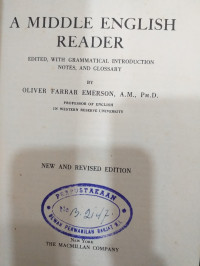 A MIDDLE ENGLISH
READER
EDITED, WITH GRAMMATICAL INTRODUCTION
NOTES, AND GLOSSARY
BY
OLIVER FARRAR EMERSON, A.M., PH.D.
PROFESSOR OF ENGLISH
IN WESTERN RESERVE UNIVERSITY
NEW AND REVISED EDITION
PERPUSTAKAAN
NEW YORK
THE MACMILLAN COMPANY